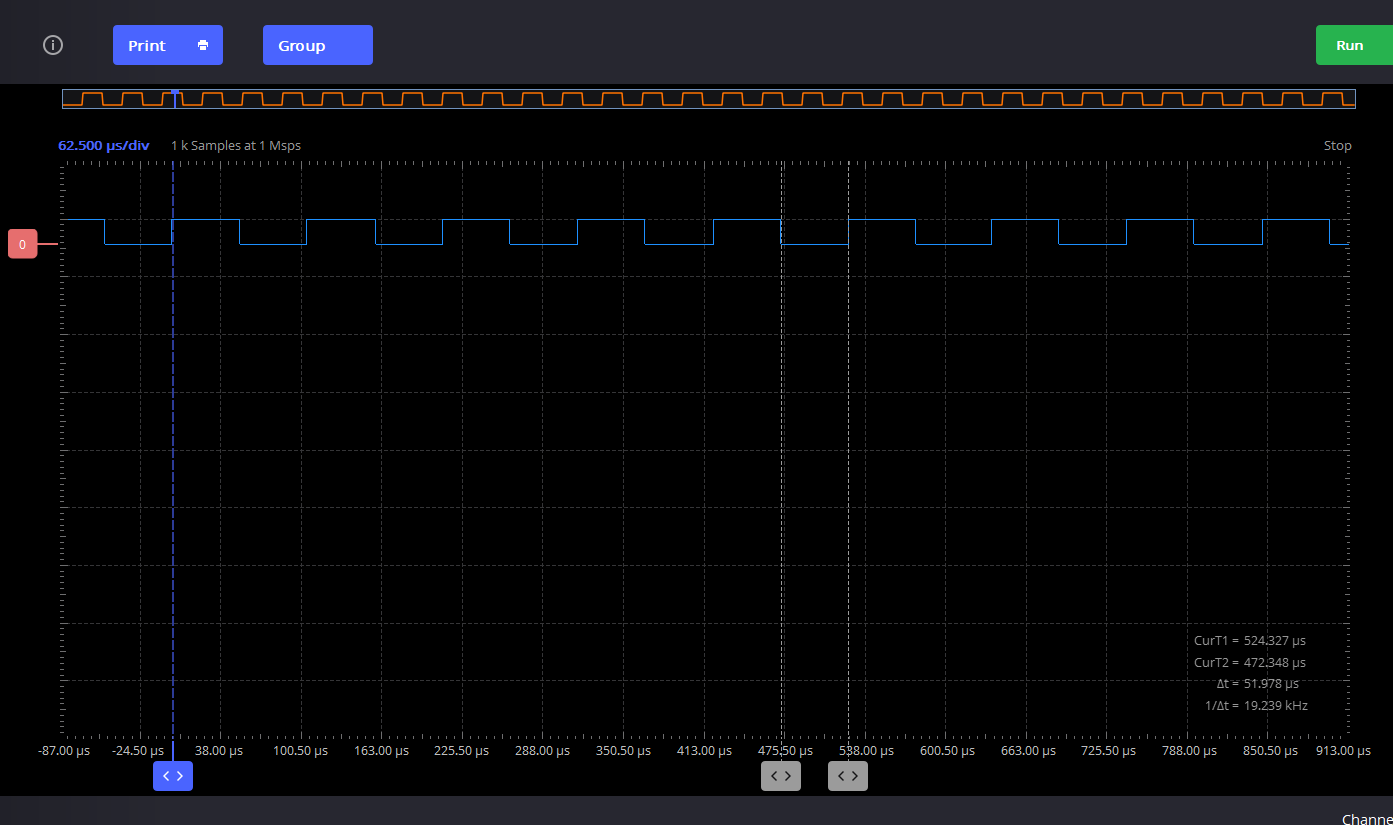 Print
Group
Run
62.500 µs/div 1 k Samples at 1 Msps
Stop
0
CurT1 = 524.327 µs
CurT2 = 472.348 µs
Δt = 51.978 µs
1/Δt = 19.239 kHz
-87.00 µs -24.50 µs 38.00 µs 100.50 µs 163.00 µs 225.50 µs 288.00 µs 350.50 µs 413.00 µs 475.50 µs 538.00 µs 600.50 µs 663.00 µs 725.50 µs 788.00 µs 850.50 µs 913.00 µs
Channe